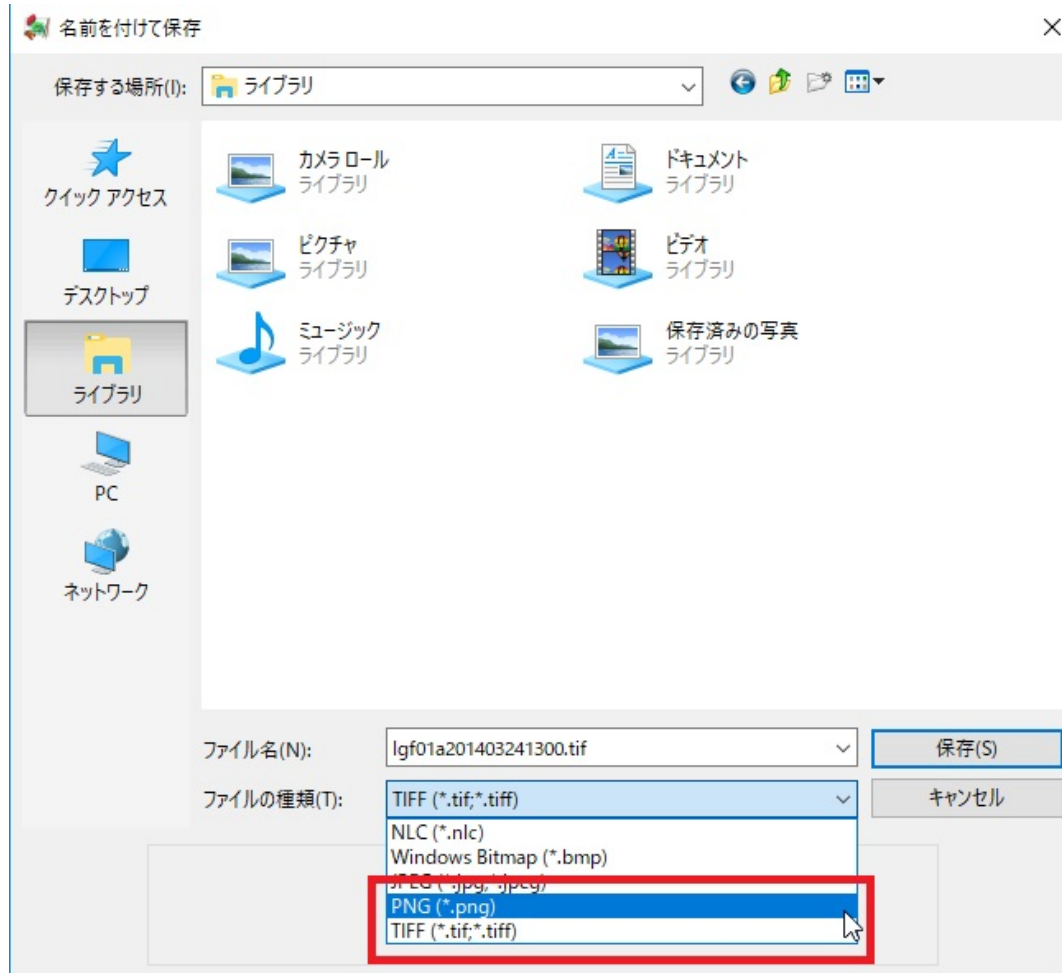 名前を付けて保存
保存する場所(I):
ライブラリ
クイック アクセス
デスクトップ
ライブラリ
PC
ネットワーク
カメラ ロール
ライブラリ
ドキュメント
ライブラリ
ピクチャ
ライブラリ
ビデオ
ライブラリ
ミュージック
ライブラリ
保存済みの写真
ライブラリ
ファイル名(N):
lgf01a201403241300.tif
保存(S)
ファイルの種類(T):
TIFF (*.tif;*.tiff)
キャンセル
NLC (*.nlc)
Windows Bitmap (*.bmp)
JPEG (*.jpg;*.jpeg)
PNG (*.png)
TIFF (*.tif;*.tiff)